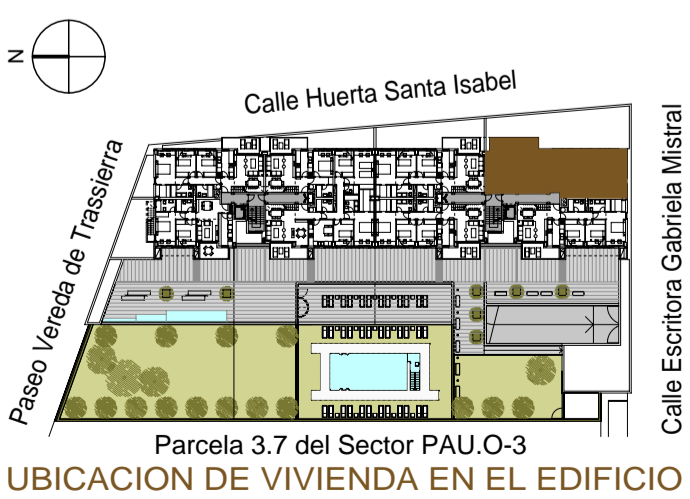 N
Calle Huerta Santa Isabel
Paseo Vereda de Trassierra
Calle Escritora Gabriela Mistral
Parcela 3.7 del Sector PAU.O-3
UBICACION DE VIVIENDA EN EL EDIFICIO